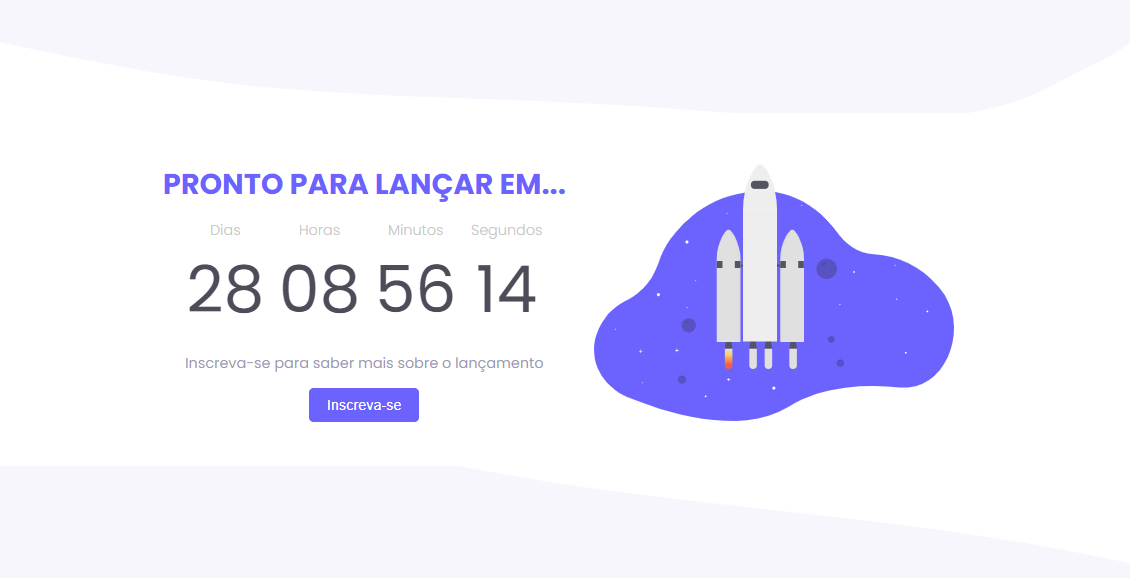 PRONTO PARA LANÇAR EM...
Dias Horas Minutos Segundos
28 08 56 14
Inscreva-se para saber mais sobre o lançamento
Inscreva-se